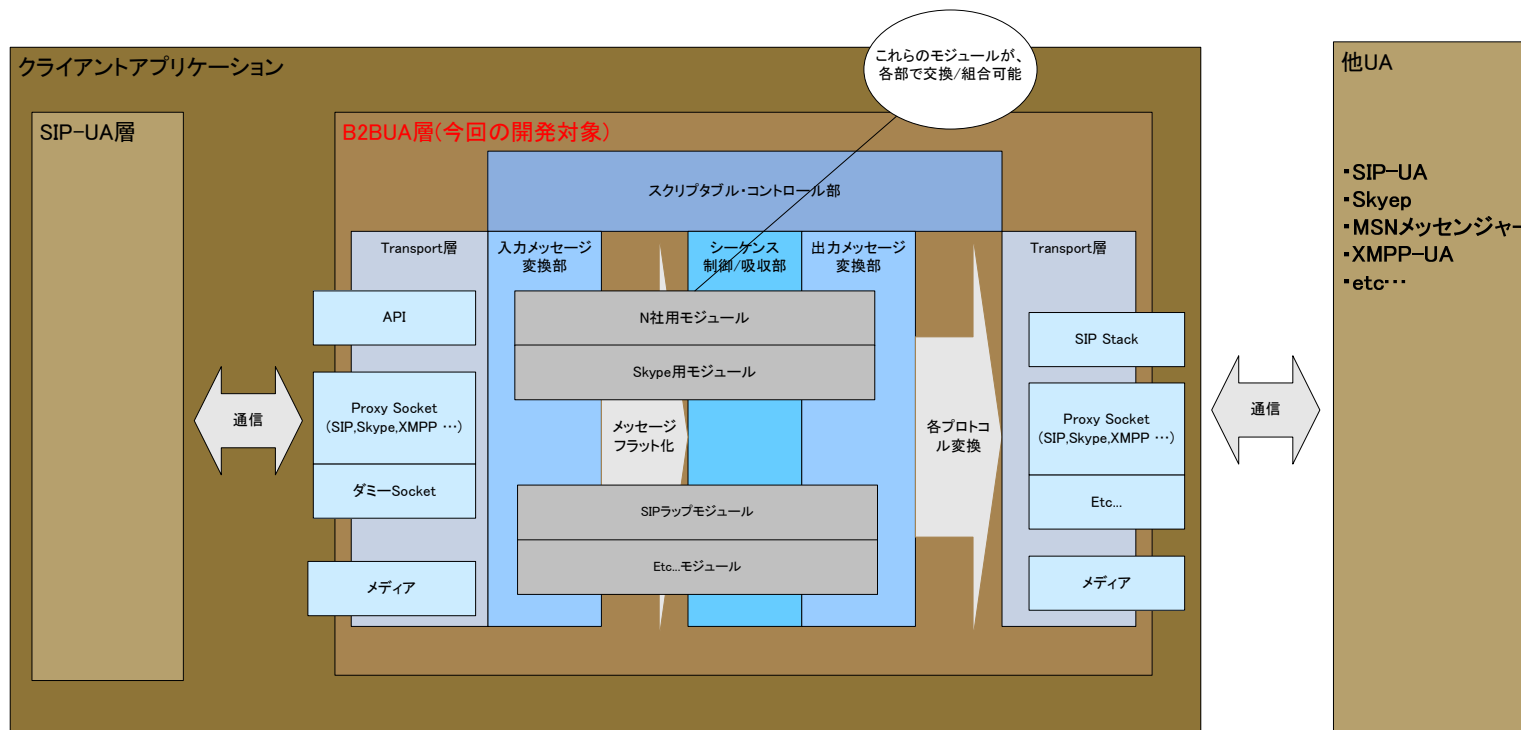 これらのモジュールが、
各部で交換/組合可能
クライアントアプリケーション
SIP-UA層
B2BUA層(今回の開発対象)
スクリプタブル・コントロール部
Transport層
入力メッセージ
変換部
シーケンス
制御/吸収部
出力メッセージ
変換部
Transport層
API
Proxy Socket
(SIP,Skype,XMPP …)
ダミーSocket
メディア
通信
N社用モジュール
Skype用モジュール
メッセージ
フラット化
SIPラップモジュール
Etc...モジュール
各プロトコ
ル変換
SIP Stack
Proxy Socket
(SIP,Skype,XMPP …)
Etc...
メディア
通信
他UA
・SIP-UA
・Skyep
・MSNメッセンジャー
・XMPP-UA
・etc…